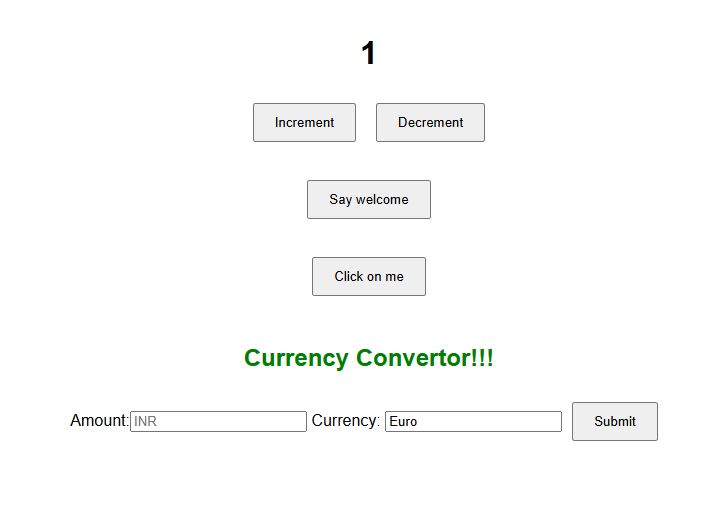 1
Increment Decrement
Say welcome
Click on me
Currency Convertor!!!
Amount: INR Currency: Euro Submit